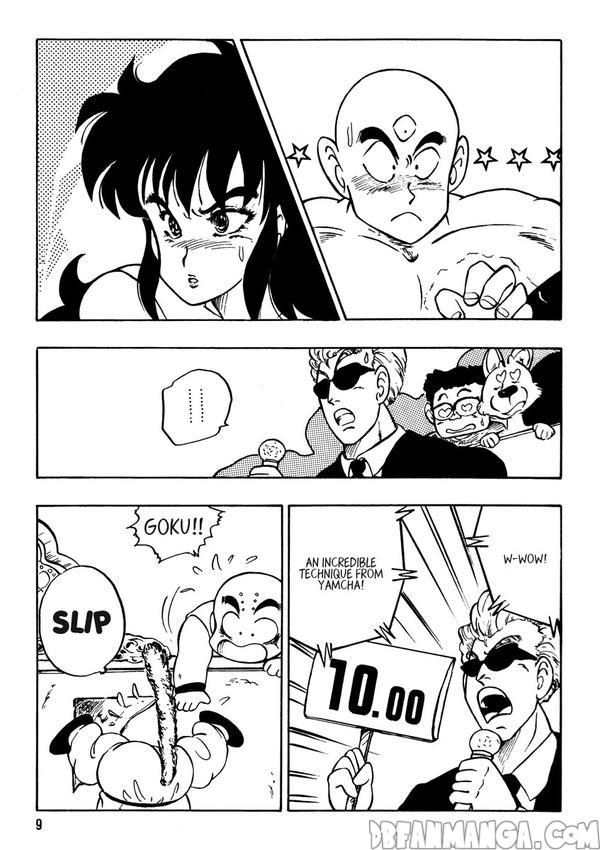 ......
W-WOW!
AN INCREDIBLE
TECHNIQUE FROM
YAMCHA!
10.00
GOKU!!
SLIP
9
DBFANMANGA.COM